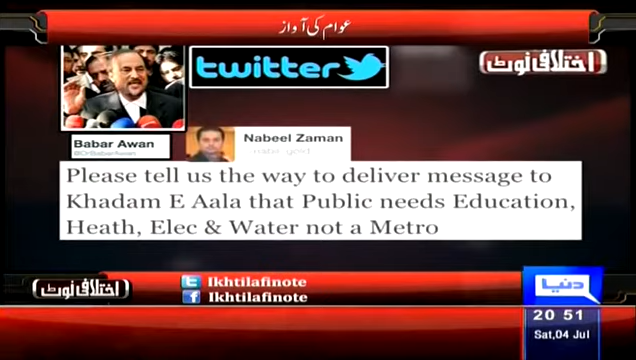 عوام کی آواز
twitter
اختلافی نوٹ
Babar Awan
@DrBabarAwan
Nabeel Zaman
Please tell us the way to deliver message to
Khadam E Aala that Public needs Education,
Heath, Elec & Water not a Metro
اختلافی نوٹ
Ikhtilafinote
Ikhtilafinote
دنیا
20 51
Sat,04 Jul